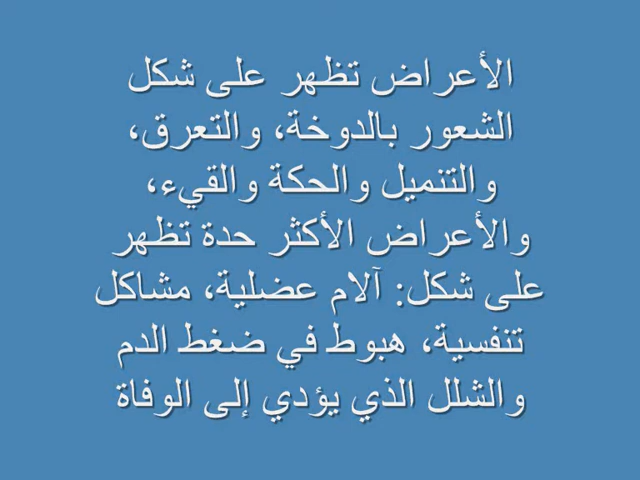 الأعراض تظهر على شكل
الشعور بالدوخة، والتعرق،
والتنميل والحكة والقيء،
والأعراض الأكثر حدة تظهر
على شكل: آلام عضلية، مشاكل
تنفسية، هبوط في ضغط الدم
والشلل الذي يؤدي إلى الوفاة